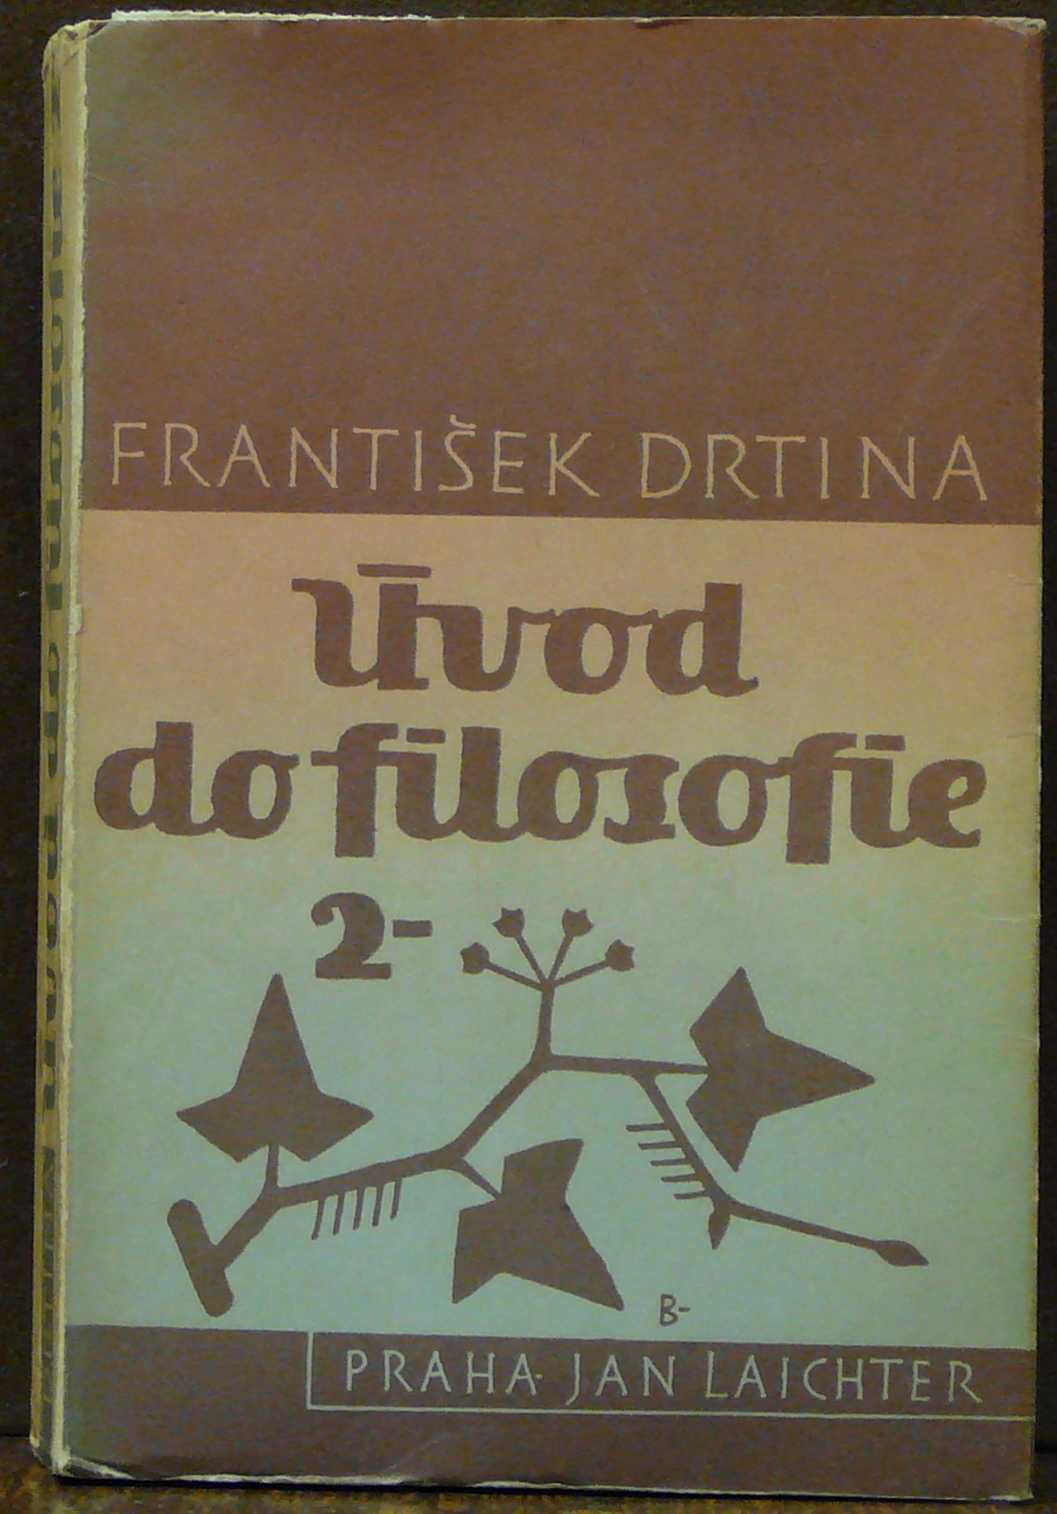 FRANTIŠEK DRTINA
Úvod
do filosofie
2-
B-
PRAHA· JAN LAICHTER